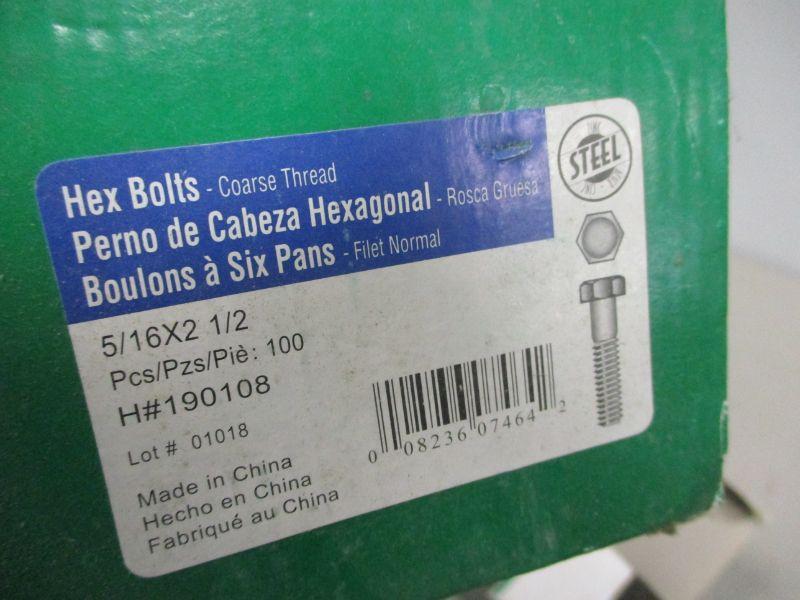 Hex Bolts - Coarse Thread
Perno de Cabeza Hexagonal - Rosca Gruesa
Boulons à Six Pans - Filet Normal
ZINC
STEEL
5/16X2 1/2
Pcs/Pzs/Piè: 100
H#190108
Lot # 01018
Made in China
Hecho en China
Fabriqué au China
0 08236 07464 2